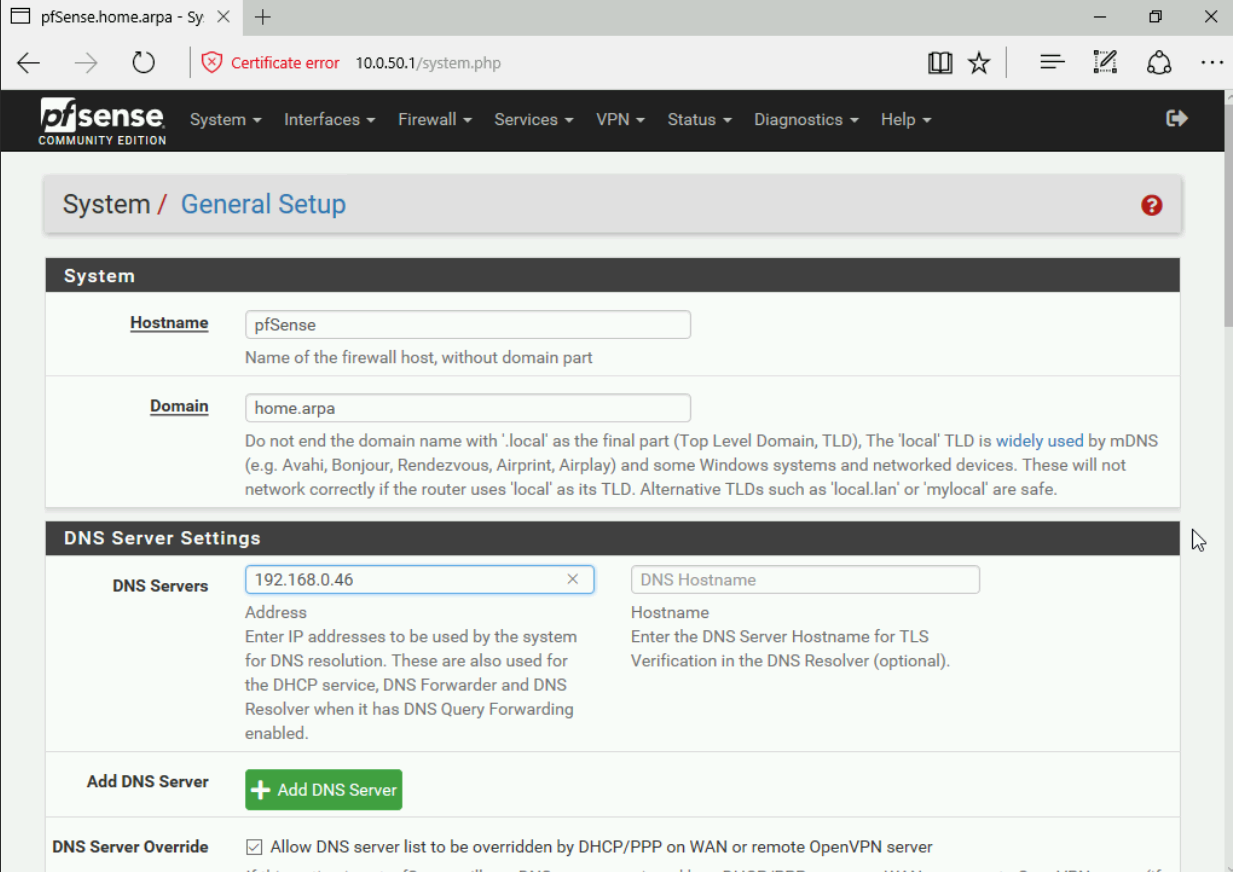 pfSense.home.arpa - Sy
Certificate error 10.0.50.1/system.php
pfsense
COMMUNITY EDITION
System Interfaces Firewall Services VPN Status Diagnostics Help
System / General Setup
System
Hostname
pfSense
Name of the firewall host, without domain part
Domain
home.arpa
Do not end the domain name with '.local' as the final part (Top Level Domain, TLD), The 'local' TLD is widely used by mDNS
(e.g. Avahi, Bonjour, Rendezvous, Airprint, Airplay) and some Windows systems and networked devices. These will not
network correctly if the router uses 'local' as its TLD. Alternative TLDs such as 'local.lan' or 'mylocal' are safe.
DNS Server Settings
DNS Servers
192.168.0.46
Address
Enter IP addresses to be used by the system
for DNS resolution. These are also used for
the DHCP service, DNS Forwarder and DNS
Resolver when it has DNS Query Forwarding
enabled.
DNS Hostname
Hostname
Enter the DNS Server Hostname for TLS
Verification in the DNS Resolver (optional).
Add DNS Server
Add DNS Server
DNS Server Override
Allow DNS server list to be overridden by DHCP/PPP on WAN or remote OpenVPN server